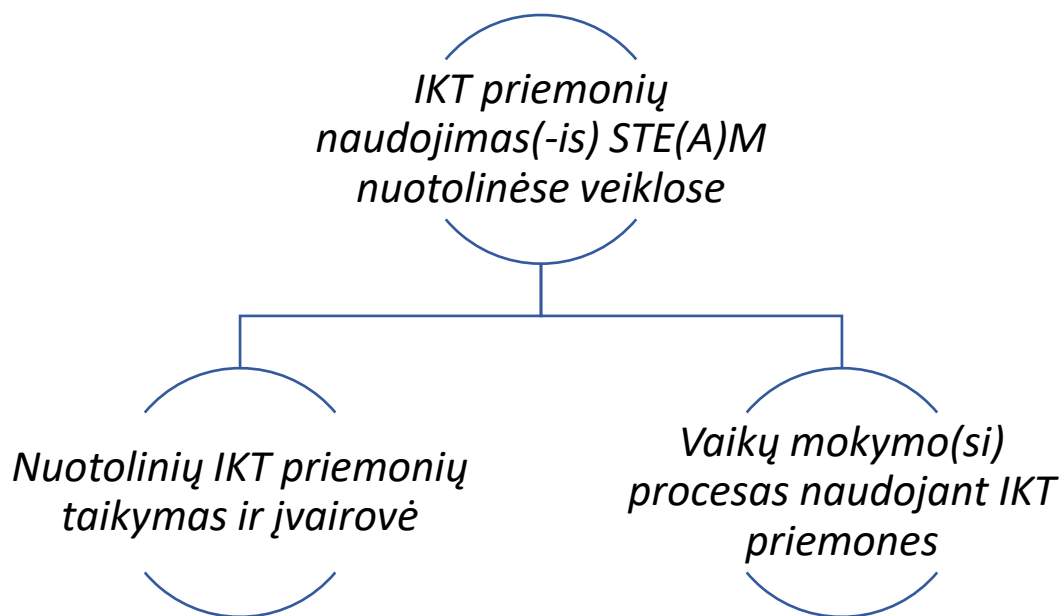 IKT priemonių
naudojimas(-is) STE(A)M
nuotolinėse veiklose
Nuotolinių IKT priemonių
taikymas ir įvairovė
Vaikų mokymo(si)
procesas naudojant IKT
priemones